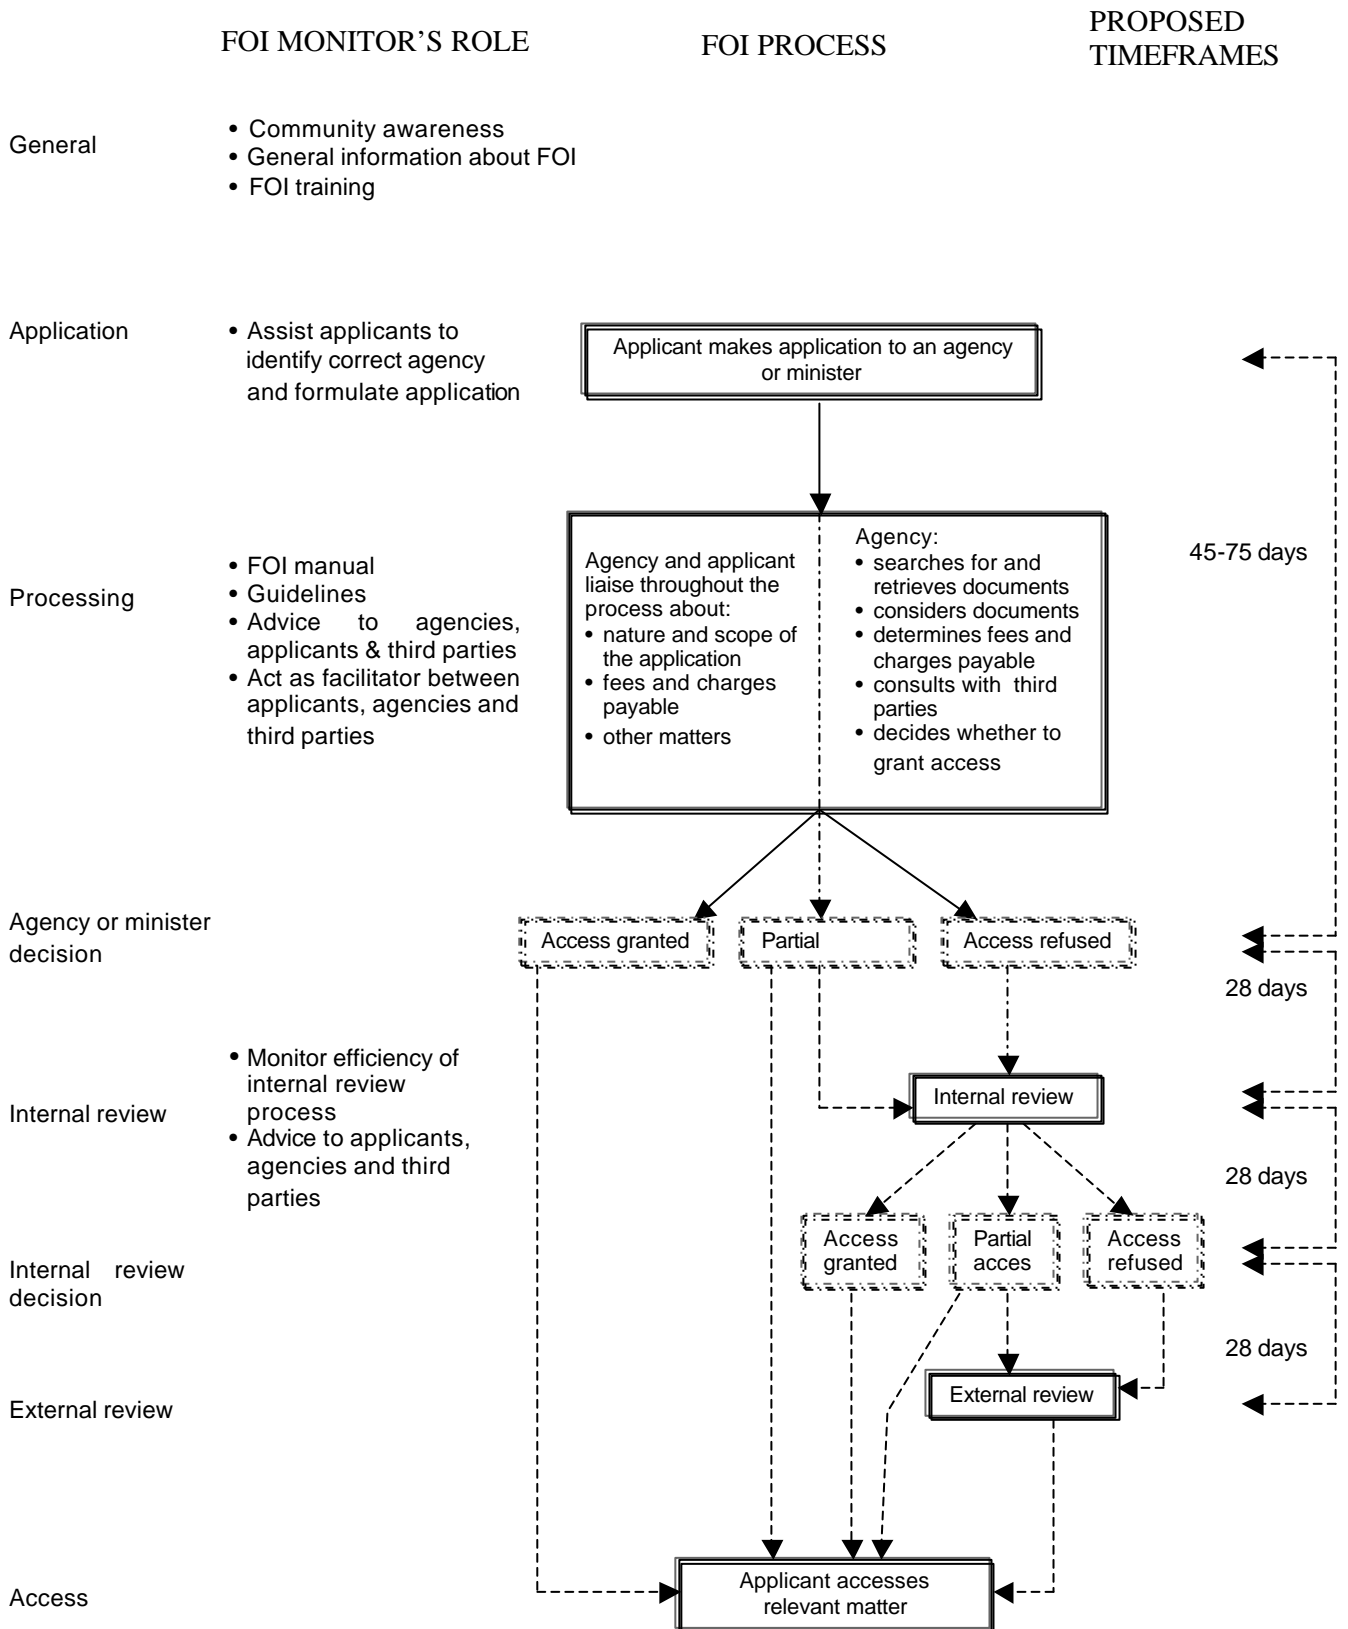 FOI MONITOR'S ROLE
FOI PROCESS
PROPOSED
TIMEFRAMES
General
• Community awareness
• General information about FOI
• FOI training
Application
• Assist applicants to
identify correct agency
and formulate application
Applicant makes application to an agency
or minister
Processing
• FOI manual
• Guidelines
• Advice to agencies,
applicants & third parties
• Act as facilitator between
applicants, agencies and
third parties
Agency and applicant
liaise throughout the
process about:
• nature and scope of
the application
• fees and charges
payable
• other matters
Agency:
• searches for and
retrieves documents
• considers documents
• determines fees and
charges payable
• consults with third
parties
• decides whether to
grant access
45-75 days
Agency or minister
decision
Access granted
Partial
Access refused
28 days
Internal review
• Monitor efficiency of
internal review
process
• Advice to applicants,
agencies and third
parties
Internal review
28 days
Internal review
decision
Access
granted
Partial
acces
Access
refused
28 days
External review
External review
Access
Applicant accesses
relevant matter